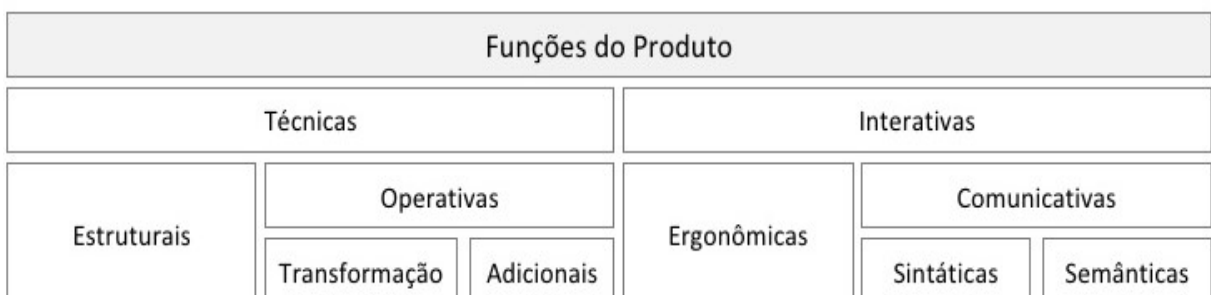 Funções do Produto
Técnicas
Interativas
Estruturais
Operativas
Transformação
Adicionais
Ergonômicas
Comunicativas
Sintáticas
Semânticas